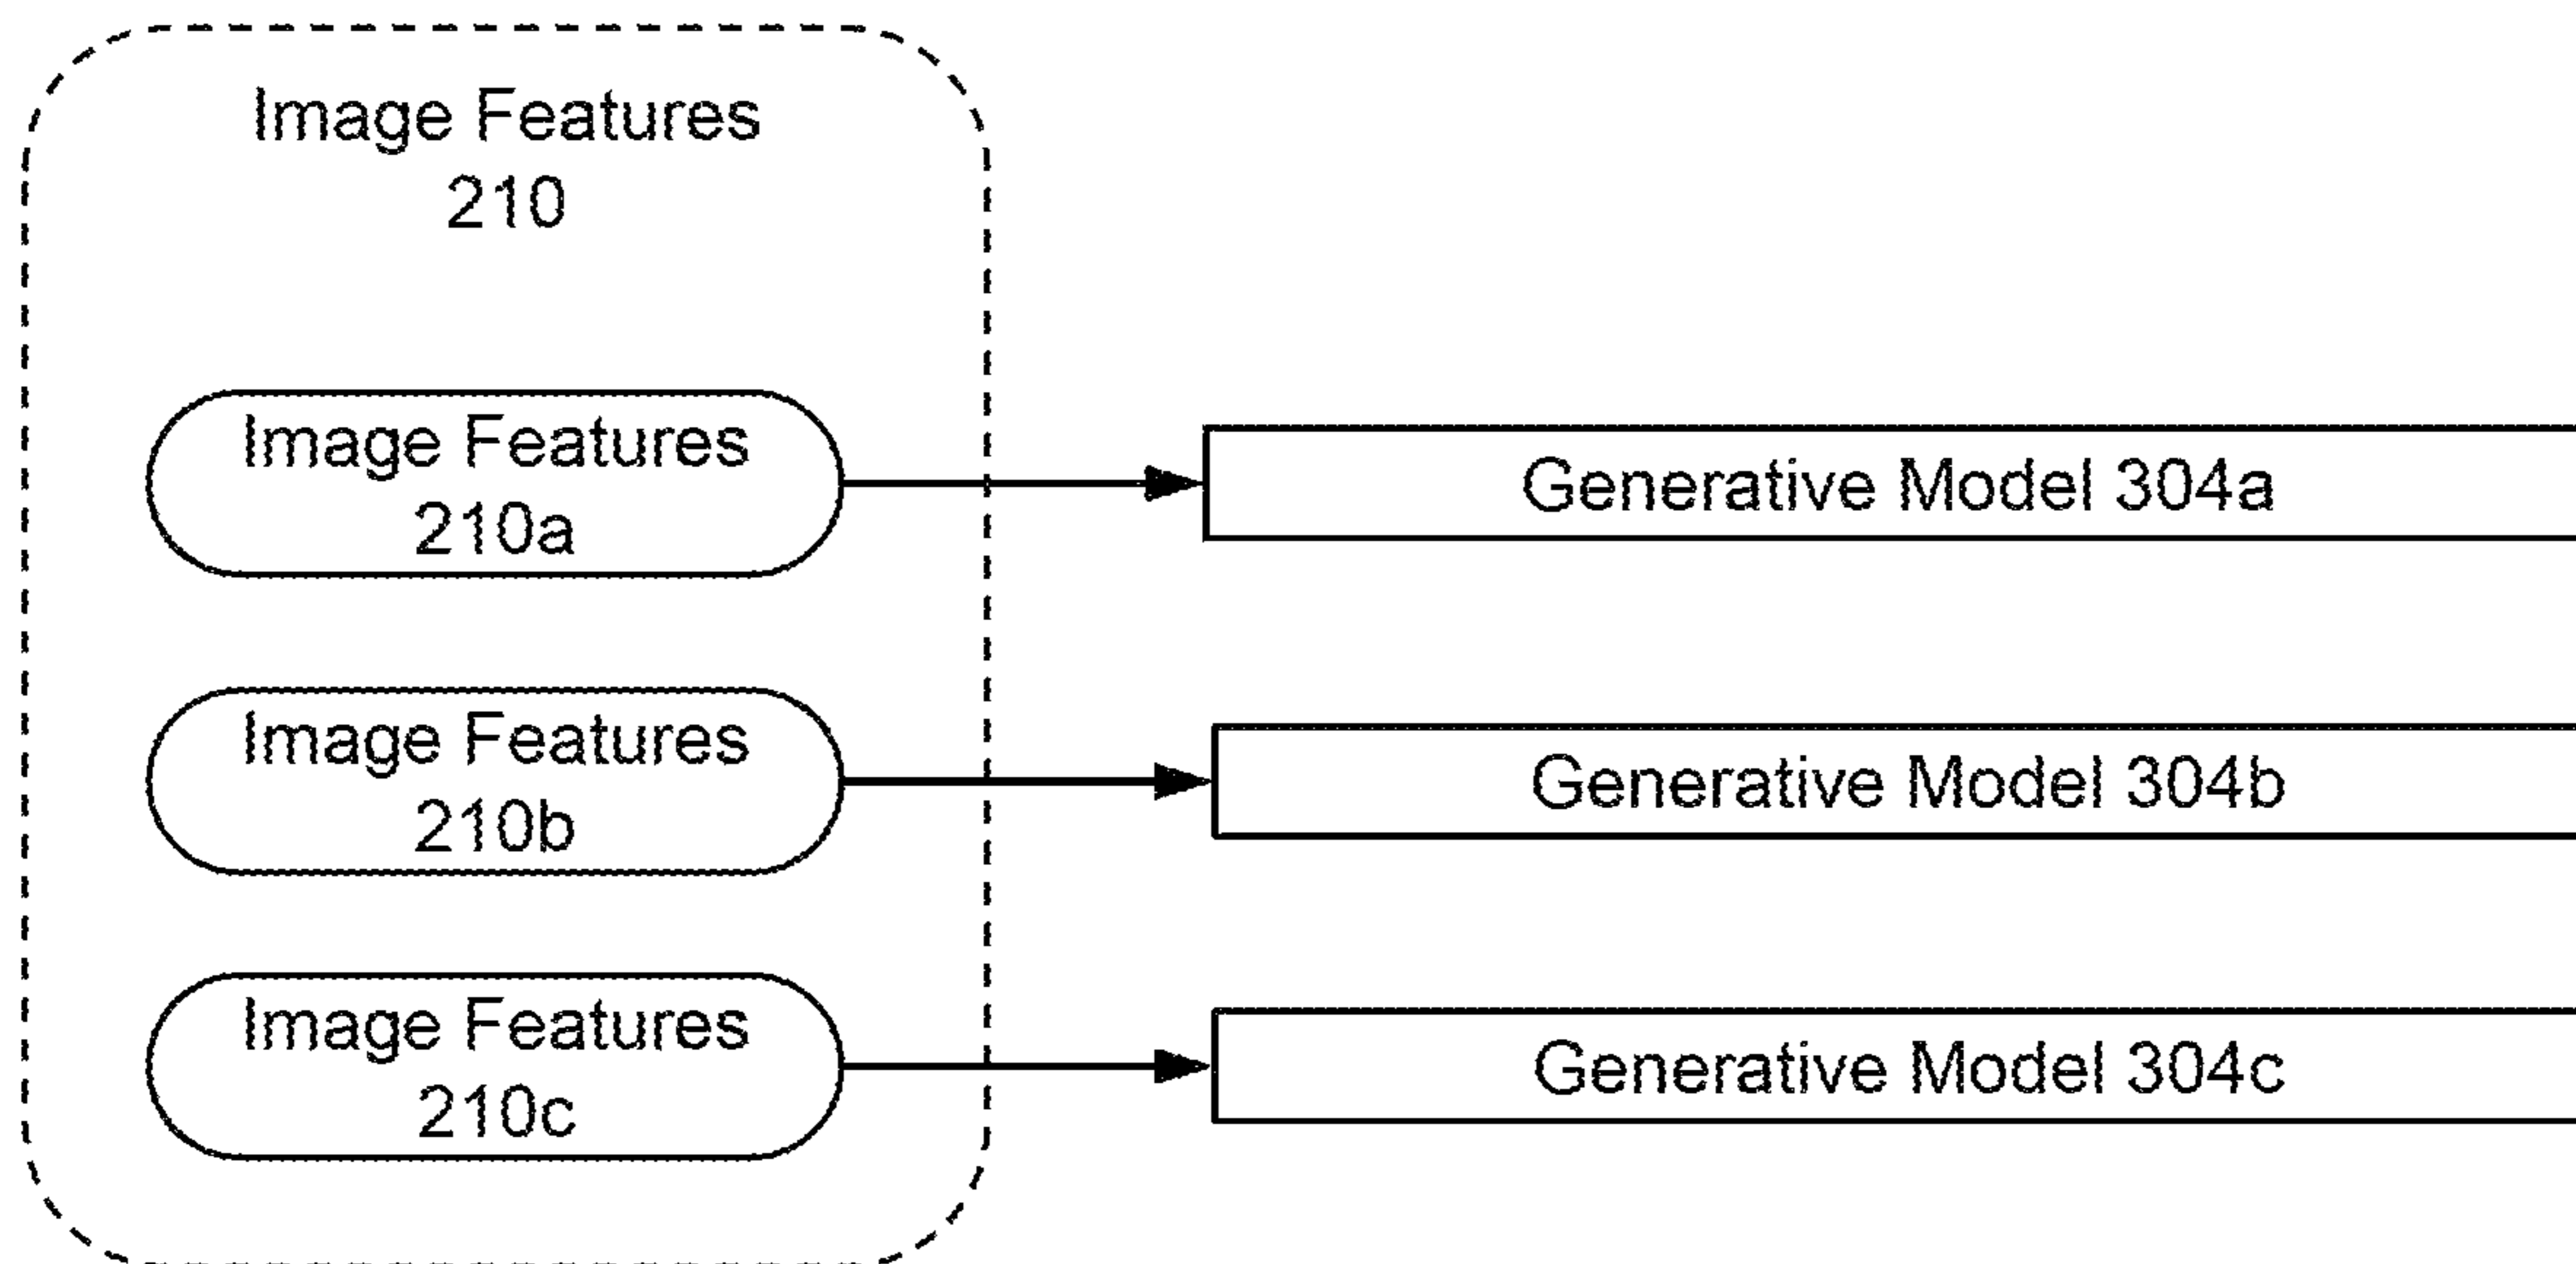 Image Features
210
Image Features
210a
Generative Model 304a
Image Features
210b
Generative Model 304b
Image Features
210c
Generative Model 304c